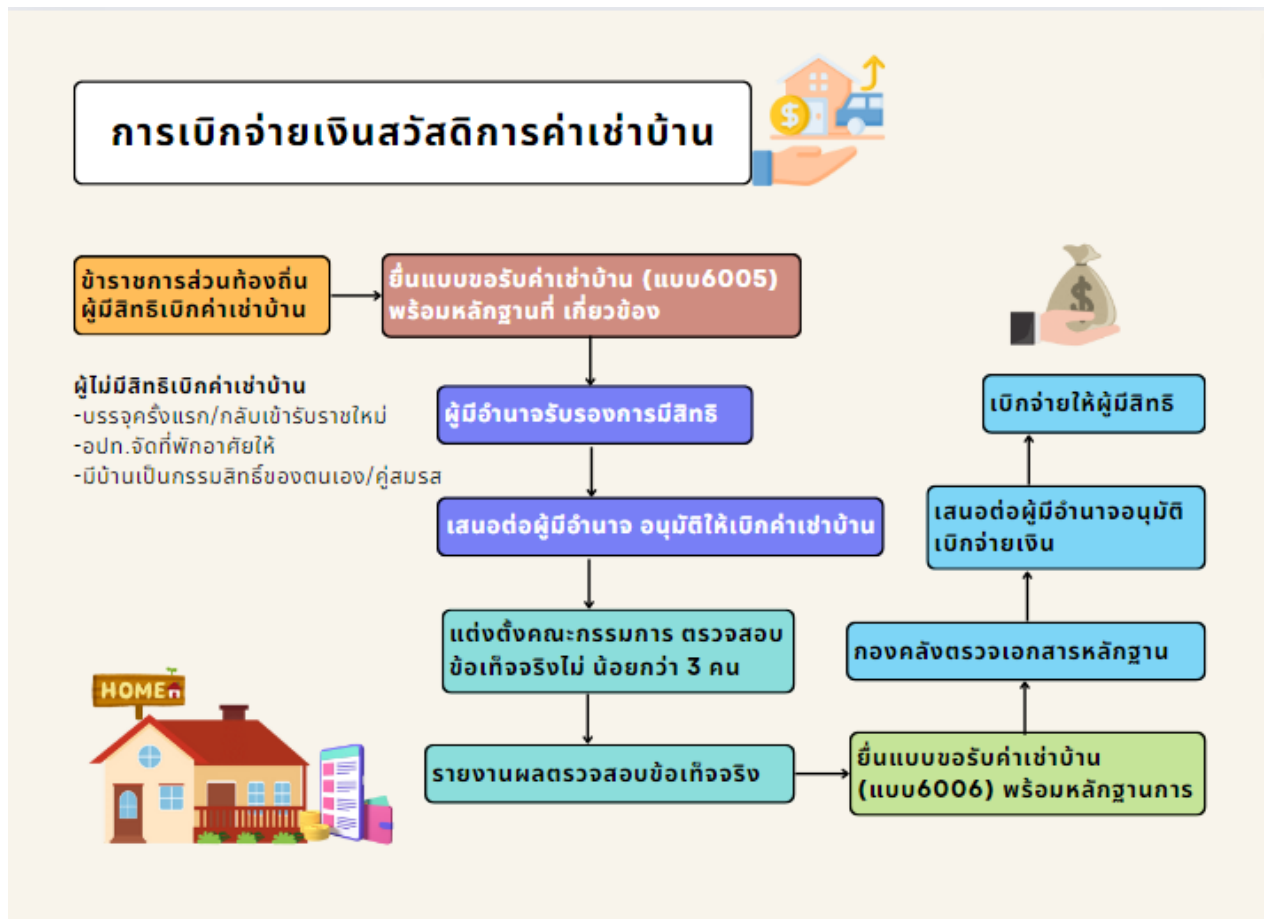 การเบิกจ่ายเงินสวัสดิการค่าเช่าบ้าน
ข้าราชการส่วนท้องถิ่น
ผู้มีสิทธิเบิกค่าเช่าบ้าน
ยื่นแบบขอรับค่าเช่าบ้าน (แบบ6005)
พร้อมหลักฐานที่ เกี่ยวข้อง
ผู้ไม่มีสิทธิเบิกค่าเช่าบ้าน
-บรรจุครั้งแรก/กลับเข้ารับราชใหม่
-อปท.จัดที่พักอาศัยให้
-มีบ้านเป็นกรรมสิทธิ์ของตนเอง/คู่สมรส
ผู้มีอำนาจรับรองการมีสิทธิ
เสนอต่อผู้มีอำนาจ อนุมัติให้เบิกค่าเช่าบ้าน
แต่งตั้งคณะกรรมการ ตรวจสอบ
ข้อเท็จจริงไม่ น้อยกว่า 3 คน
รายงานผลตรวจสอบข้อเท็จจริง
ยื่นแบบขอรับค่าเช่าบ้าน
(แบบ6006) พร้อมหลักฐานการ
กองคลังตรวจเอกสารหลักฐาน
เสนอต่อผู้มีอำนาจอนุมัติ
เบิกจ่ายเงิน
เบิกจ่ายให้ผู้มีสิทธิ
HOME